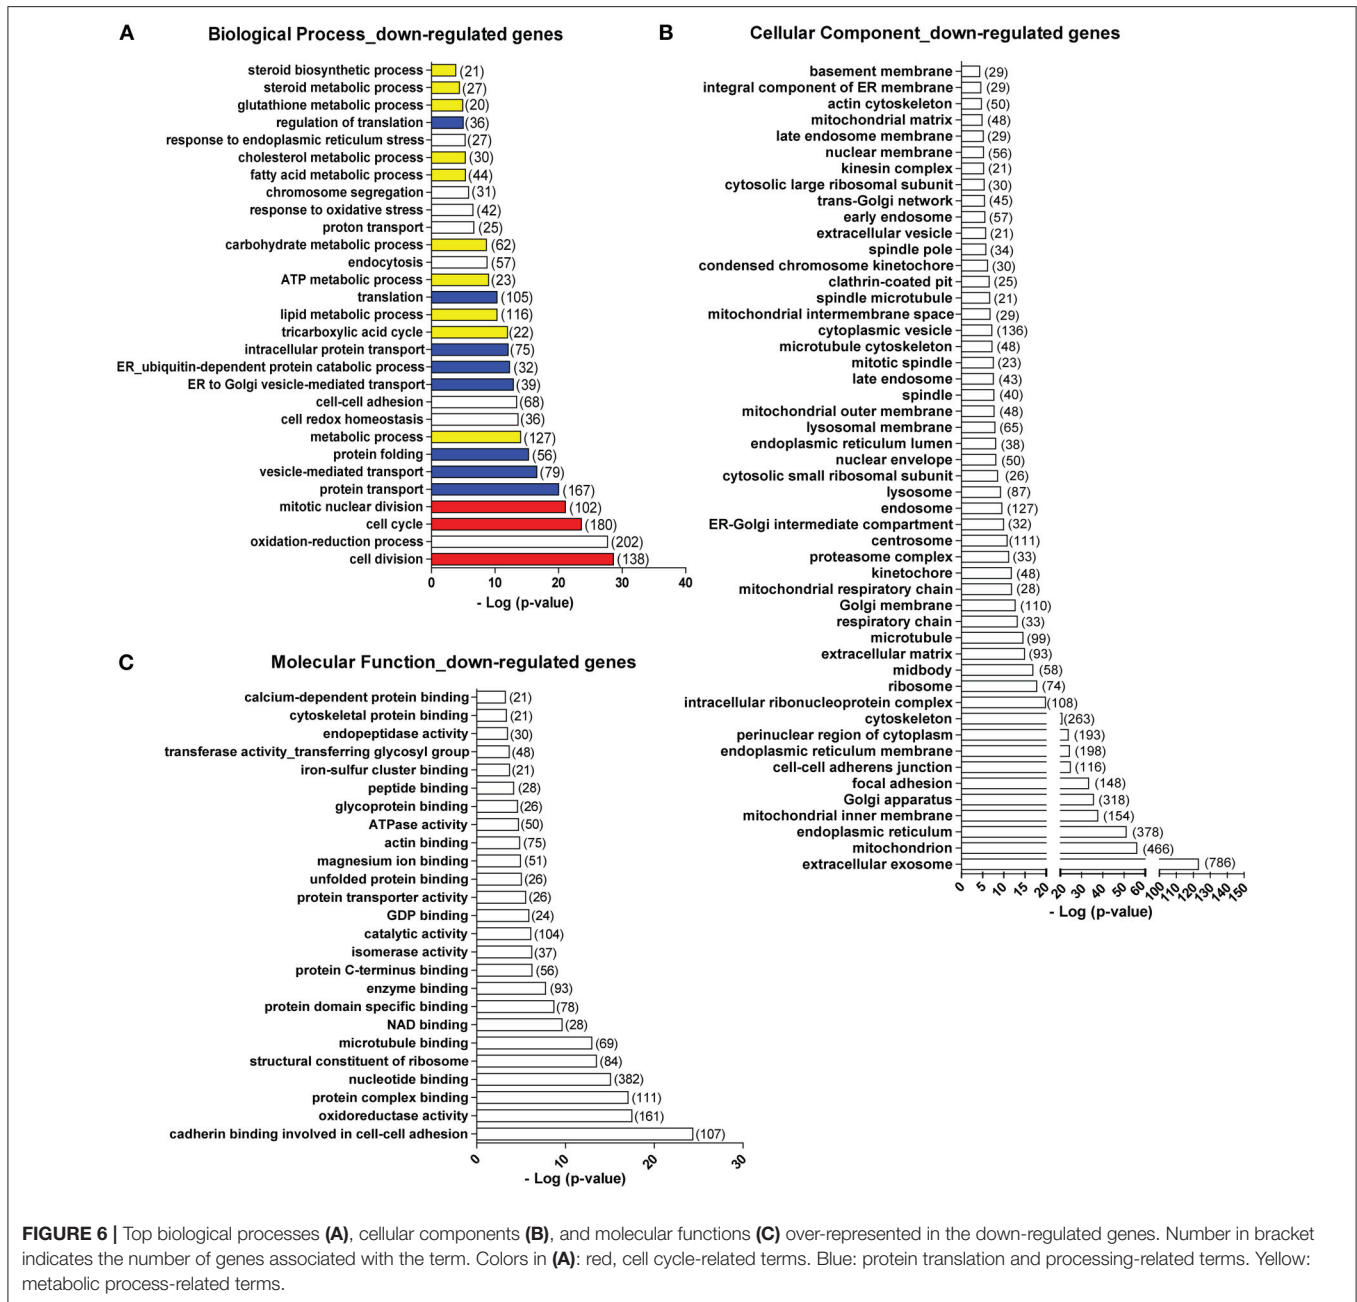 A
Biological Process_down-regulated genes
steroid biosynthetic process (21)
steroid metabolic process (27)
glutathione metabolic process (20)
regulation of translation (36)
response to endoplasmic reticulum stress (27)
cholesterol metabolic process (30)
fatty acid metabolic process (44)
chromosome segregation (31)
response to oxidative stress (42)
proton transport (25)
carbohydrate metabolic process (62)
endocytosis (57)
ATP metabolic process (23)
translation (105)
lipid metabolic process (116)
tricarboxylic acid cycle (22)
intracellular protein transport (75)
ER_ubiquitin-dependent protein catabolic process (32)
ER to Golgi vesicle-mediated transport (39)
cell-cell adhesion (68)
cell redox homeostasis (36)
metabolic process (127)
protein folding (56)
vesicle-mediated transport (79)
protein transport (167)
mitotic nuclear division (102)
cell cycle (180)
oxidation-reduction process (202)
cell division (138)
0 10 20 30 40
- Log (p-value)
B
Cellular Component_down-regulated genes
basement membrane (29)
integral component of ER membrane (29)
actin cytoskeleton (50)
mitochondrial matrix (48)
late endosome membrane (29)
nuclear membrane (56)
kinesin complex (21)
cytosolic large ribosomal subunit (30)
trans-Golgi network (45)
early endosome (57)
extracellular vesicle (21)
spindle pole (34)
condensed chromosome kinetochore (30)
clathrin-coated pit (25)
spindle microtubule (21)
mitochondrial intermembrane space (29)
cytoplasmic vesicle (136)
microtubule cytoskeleton (48)
mitotic spindle (23)
late endosome (43)
spindle (40)
mitochondrial outer membrane (48)
lysosomal membrane (65)
endoplasmic reticulum lumen (38)
nuclear envelope (50)
cytosolic small ribosomal subunit (26)
lysosome (87)
endosome (127)
ER-Golgi intermediate compartment (32)
centrosome (111)
proteasome complex (33)
kinetochore (48)
mitochondrial respiratory chain (28)
Golgi membrane (110)
respiratory chain (33)
microtubule (99)
extracellular matrix (93)
midbody (58)
ribosome (74)
intracellular ribonucleoprotein complex (108)
cytoskeleton (263)
perinuclear region of cytoplasm (193)
endoplasmic reticulum membrane (198)
cell-cell adherens junction (116)
focal adhesion (148)
Golgi apparatus (318)
mitochondrial inner membrane (154)
endoplasmic reticulum (378)
mitochondrion (466)
extracellular exosome (786)
0 5 10 15 20 20 30 40 50 60 100 110 120 130 140 150
- Log (p-value)
C
Molecular Function_down-regulated genes
calcium-dependent protein binding (21)
cytoskeletal protein binding (21)
endopeptidase activity (30)
transferase activity_transferring glycosyl group (48)
iron-sulfur cluster binding (21)
peptide binding (28)
glycoprotein binding (26)
ATPase activity (50)
actin binding (75)
magnesium ion binding (51)
unfolded protein binding (26)
protein transporter activity (26)
GDP binding (24)
catalytic activity (104)
isomerase activity (37)
protein C-terminus binding (56)
enzyme binding (93)
protein domain specific binding (78)
NAD binding (28)
microtubule binding (69)
structural constituent of ribosome (84)
nucleotide binding (382)
protein complex binding (111)
oxidoreductase activity (161)
cadherin binding involved in cell-cell adhesion (107)
0 10 20 30
- Log (p-value)
FIGURE 6 | Top biological processes (A), cellular components (B), and molecular functions (C) over-represented in the down-regulated genes. Number in bracket
indicates the number of genes associated with the term. Colors in (A): red, cell cycle-related terms. Blue: protein translation and processing-related terms. Yellow:
metabolic process-related terms.